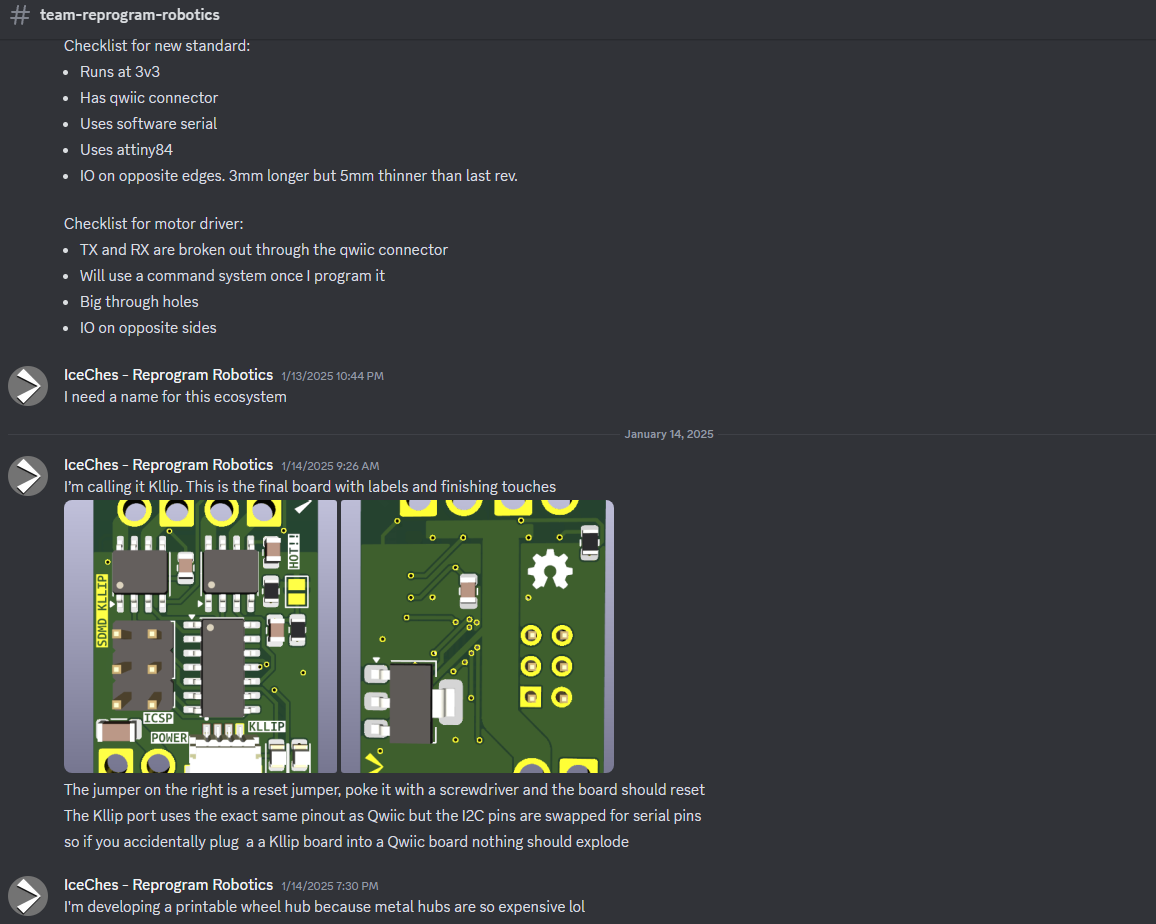 team-reprogram-robotics
Checklist for new standard:
Runs at 3v3
Has qwiic connector
Uses software serial
Uses attiny84
IO on opposite edges. 3mm longer but 5mm thinner than last rev.
Checklist for motor driver:
TX and RX are broken out through the qwiic connector
Will use a command system once I program it
Big through holes
IO on opposite sides
IceChes - Reprogram Robotics 1/13/2025 10:44 PM
I need a name for this ecosystem
January 14, 2025
IceChes - Reprogram Robotics 1/14/2025 9:26 AM
I'm calling it Kllip. This is the final board with labels and finishing touches
HOT!!
SDMD KLLIP
ICSP
KLLIP
POWER
The jumper on the right is a reset jumper, poke it with a screwdriver and the board should reset
The Kllip port uses the exact same pinout as Qwiic but the I2C pins are swapped for serial pins
so if you accidentally plug  a a Kllip board into a Qwiic board nothing should explode
IceChes - Reprogram Robotics 1/14/2025 7:30 PM
I'm developing a printable wheel hub because metal hubs are so expensive lol